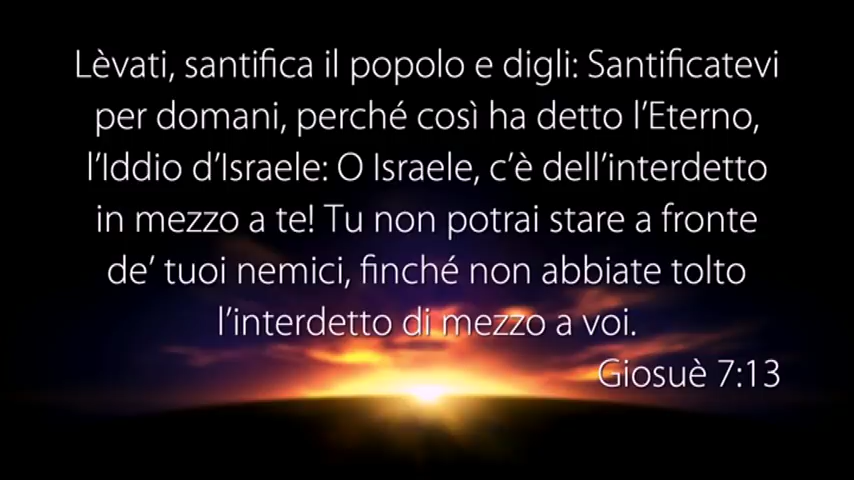 Lèvati, santifica il popolo e digli: Santificatevi
per domani, perché così ha detto l’Eterno,
l’Iddio d’Israele: O Israele, c’è dell’interdetto
in mezzo a te! Tu non potrai stare a fronte
de’ tuoi nemici, finché non abbiate tolto
l’interdetto di mezzo a voi.
Giosuè 7:13